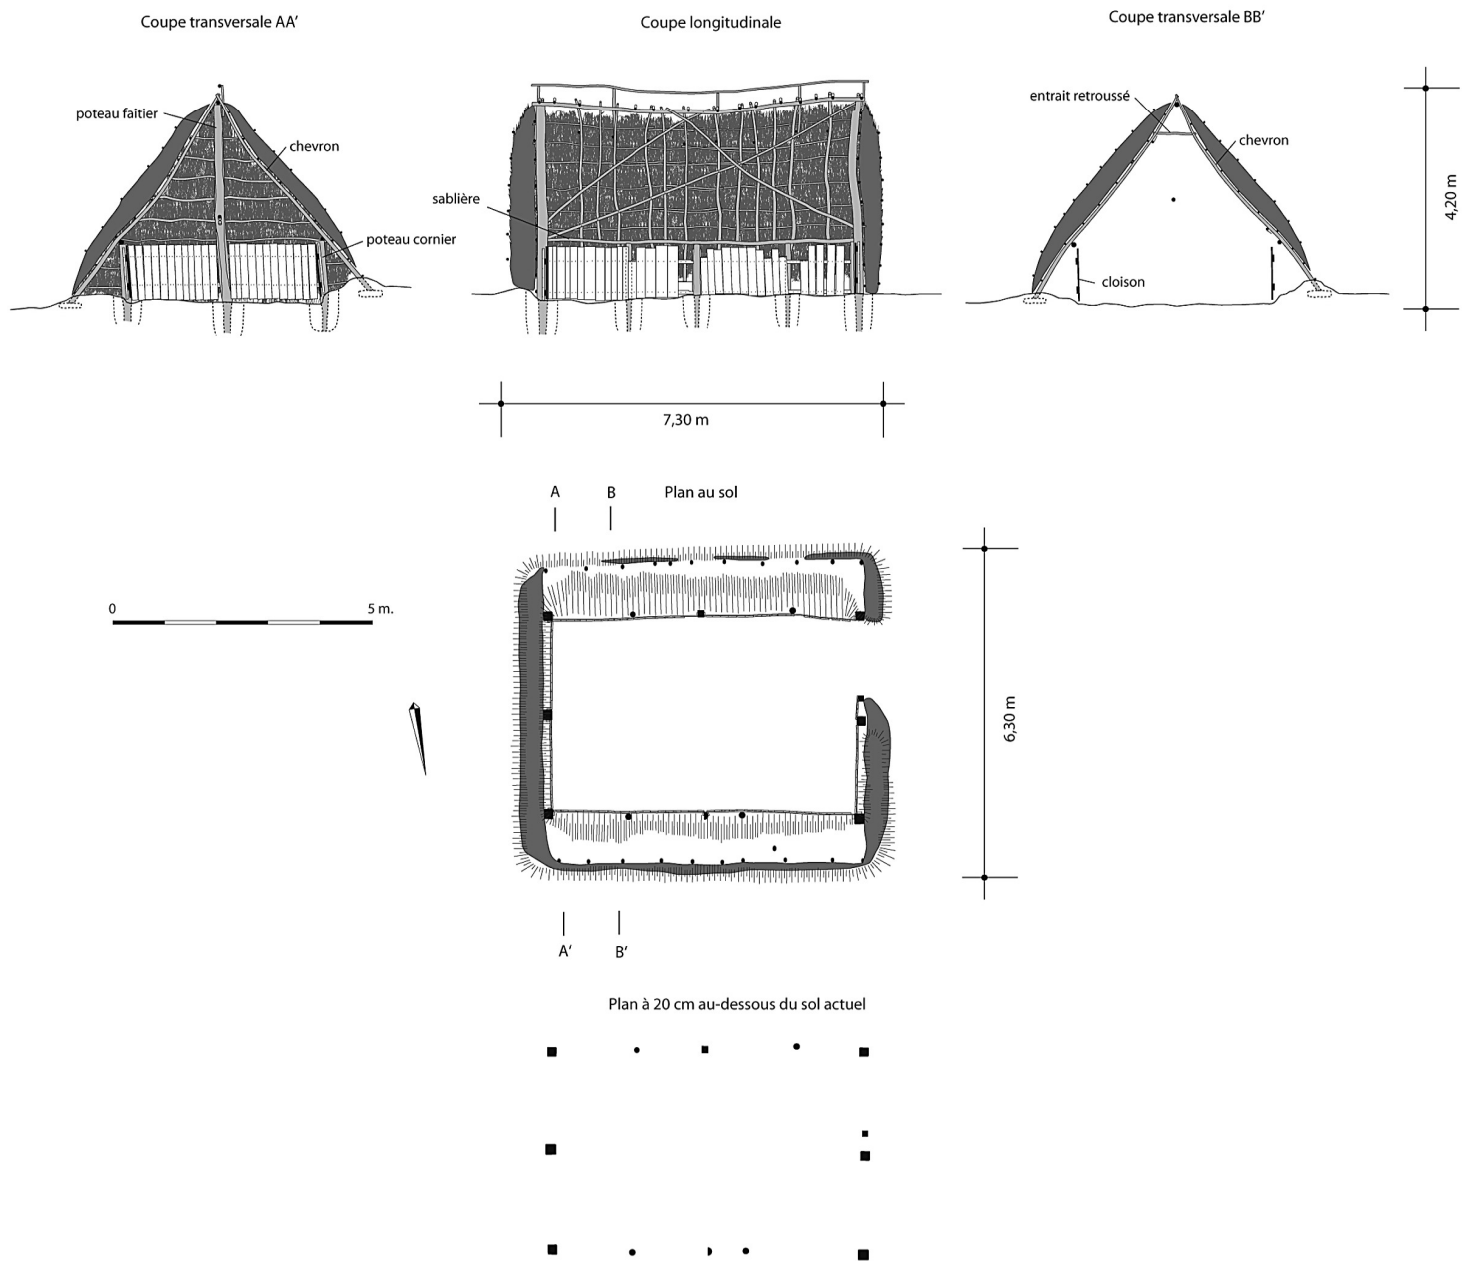 Coupe transversale AA’
Coupe longitudinale
Coupe transversale BB’
poteau faitier
chevron
poteau cornier
sablière
entrait retroussé
chevron
cloison
4,20 m
7,30 m
A
B
Plan au sol
0
5 m.
6,30 m
A’
B’
Plan à 20 cm au-dessous du sol actuel